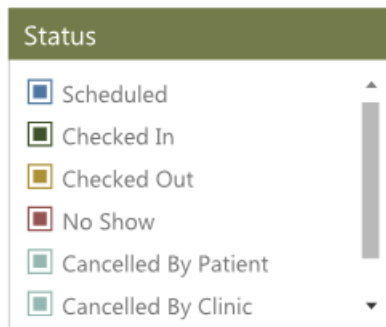 Status
Scheduled
Checked In
Checked Out
No Show
Cancelled By Patient
Cancelled By Clinic